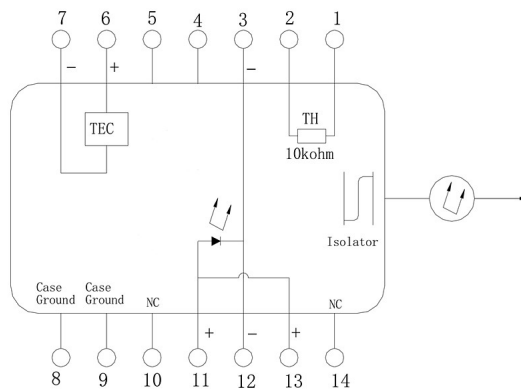 7 6 5 4 3 2 1
- + -
TEC
TH
10kohm
Isolator
Case
Ground
Case
Ground
NC
NC
+ - +
8 9 10 11 12 13 14